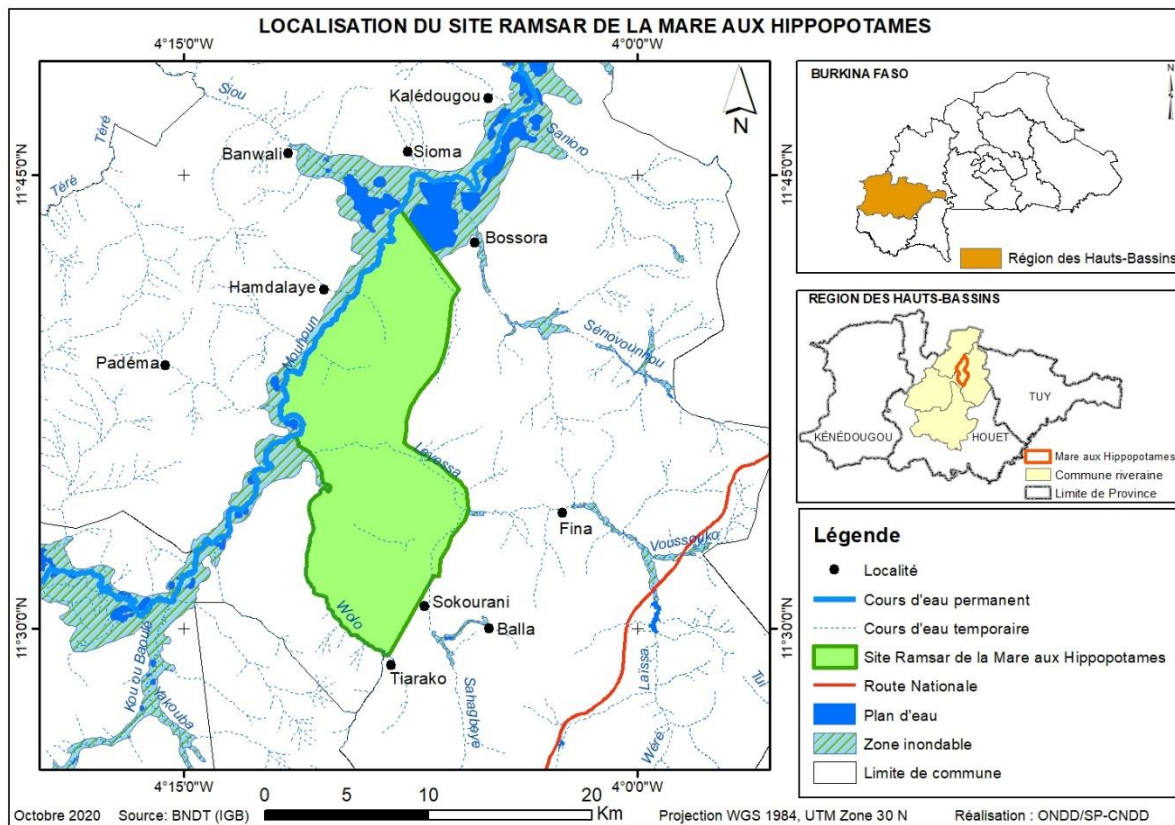 LOCALISATION DU SITE RAMSAR DE LA MARE AUX HIPPOPOTAMES
4°15'0"W
4°0'0"W
11°45'0"N
11°30'0"N
11°45'0"N
11°30'0"N
4°15'0"W
4°0'0"W
N
Siou
Kalédougou
Téré
Téré
Banwali
Sioma
Sanioro
Bossora
Hamdalaye
Mouhoun
Sénovounhou
Padéma
Leyessa
Fina
Voussouko
Wolo
Sokourani
Balla
Tiarako
Kou ou Baoulé
Iakouba
Sahagbéyé
Laïssa
Wéré
Tui
BURKINA FASO
N
Région des Hauts-Bassins
REGION DES HAUTS-BASSINS
TUY
KÉNÉDOUGOU
HOUET
Mare aux Hippopotames
Commune riveraine
Limite de Province
Légende
Localité
Cours d'eau permanent
Cours d'eau temporaire
Site Ramsar de la Mare aux Hippopotames
Route Nationale
Plan d'eau
Zone inondable
Limite de commune
Octobre 2020 Source: BNDT (IGB)
0 5 10 20
Km
Projection WGS 1984, UTM Zone 30 N
Réalisation : ONDD/SP-CNDD